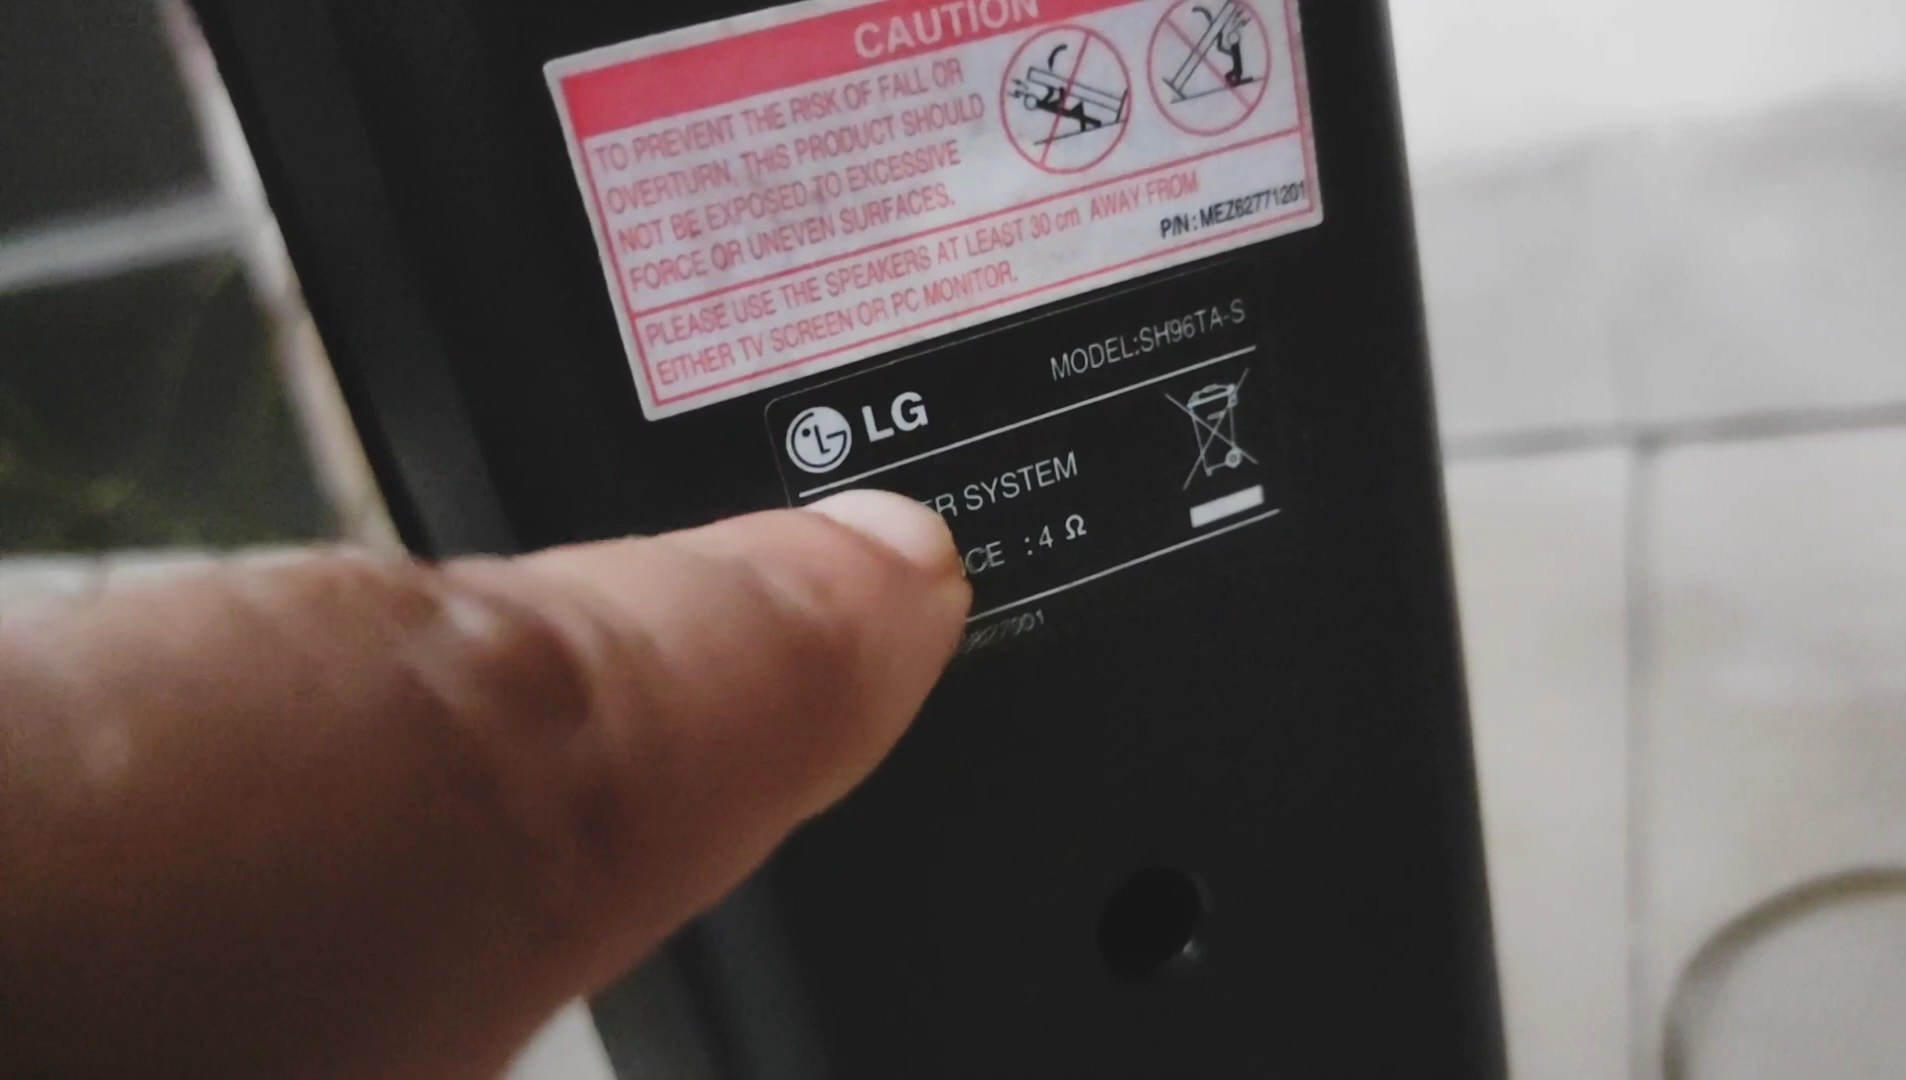 CAUTION
TO PREVENT THE RISK OF FALL OR
OVERTURN, THIS PRODUCT SHOULD
NOT BE EXPOSED TO EXCESSIVE
FORCE OR UNEVEN SURFACES.
PLEASE USE THE SPEAKERS AT LEAST 30 cm AWAY FROM
EITHER TV SCREEN OR PC MONITOR.
P/N : MEZ62771201
LG
MODEL:SH96TA-S
SYSTEM
: 4 Ω